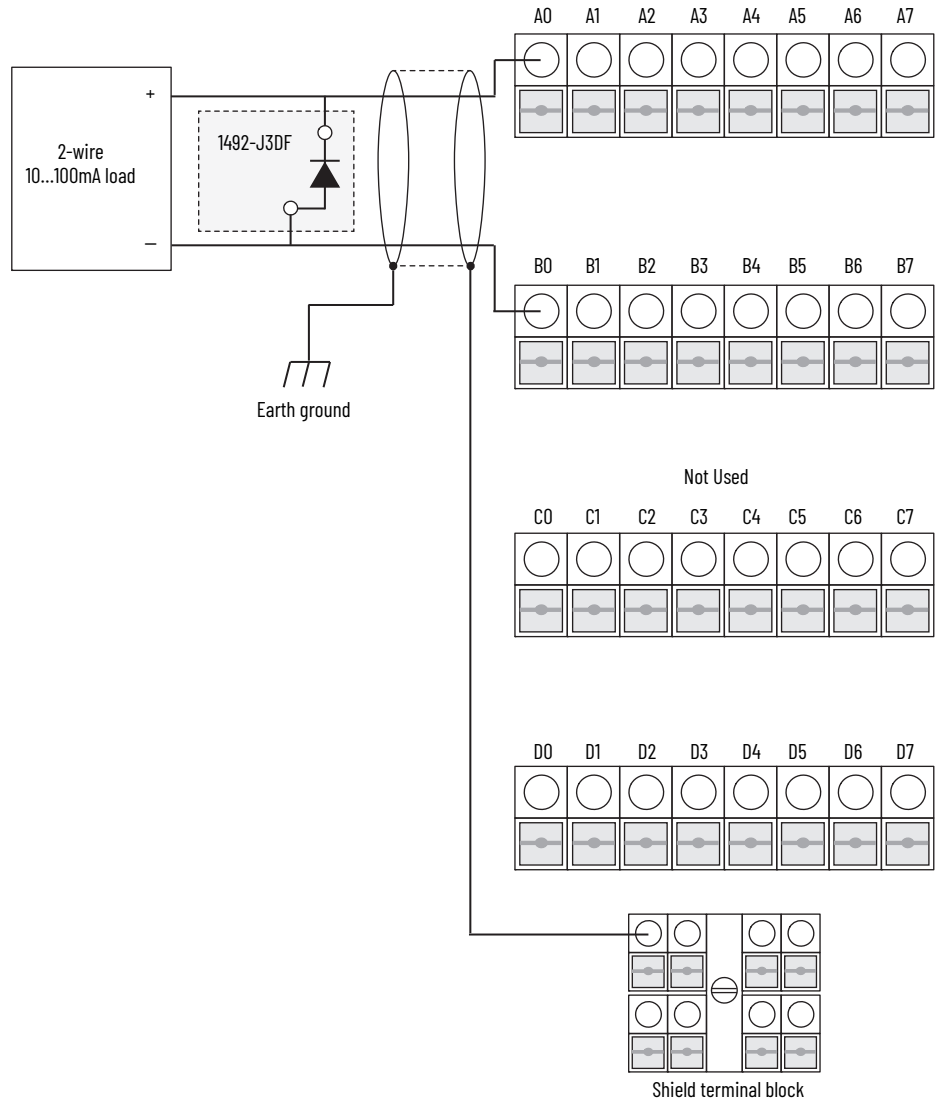 A0 A1 A2 A3 A4 A5 A6 A7
+
1492-J3DF
2-wire
10...100mA load
–
B0 B1 B2 B3 B4 B5 B6 B7
Earth ground
Not Used
C0 C1 C2 C3 C4 C5 C6 C7
D0 D1 D2 D3 D4 D5 D6 D7
Shield terminal block